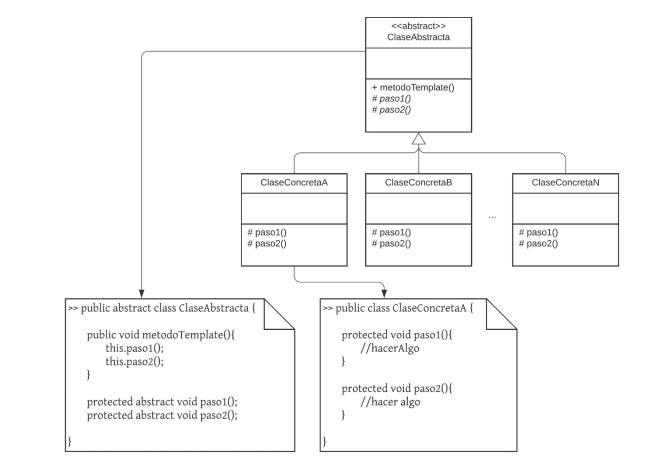 <<abstract>>
ClaseAbstracta
+ metodoTemplate()
# paso1()
# paso2()
ClaseConcretaA
# paso1()
# paso2()
ClaseConcretaB
# paso1()
# paso2()
...
ClaseConcretaN
# paso1()
# paso2()
>> public abstract class ClaseAbstracta {
public void metodoTemplate(){
this.paso1();
this.paso2();
}
protected abstract void paso1();
protected abstract void paso2();
}
>> public class ClaseConcretaA {
protected void paso1(){
//hacerAlgo
}
protected void paso2(){
//hacer algo
}
}